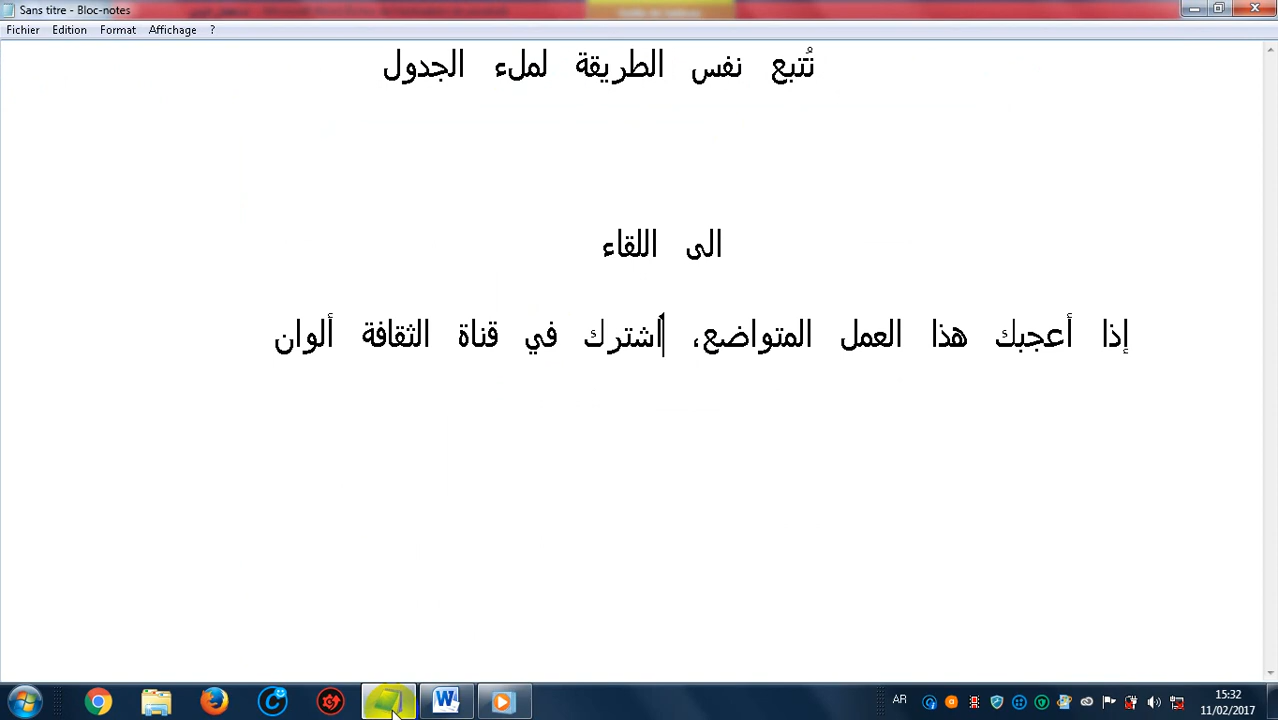 Sans titre - Bloc-notes
Fichier Edition Format Affichage ?
نُتبع نفس الطريقة لملء الجدول
الى اللقاء
إذا أعجبك هذا العمل المتواضع، اشترك في قناة الثقافة ألوان
AR
15:32
11/02/2017